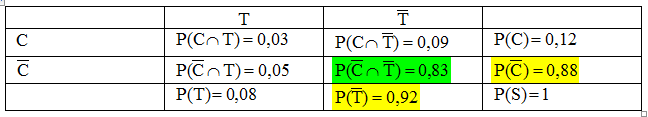 T T̅
C P(C∩T)=0,03 P(C∩T̅)=0,09 P(C)=0,12
C̅ P(C̅∩T)=0,05 P(C̅∩T̅)=0,83 P(C̅)=0,88
P(T)=0,08 P(T̅)=0,92 P(S)=1